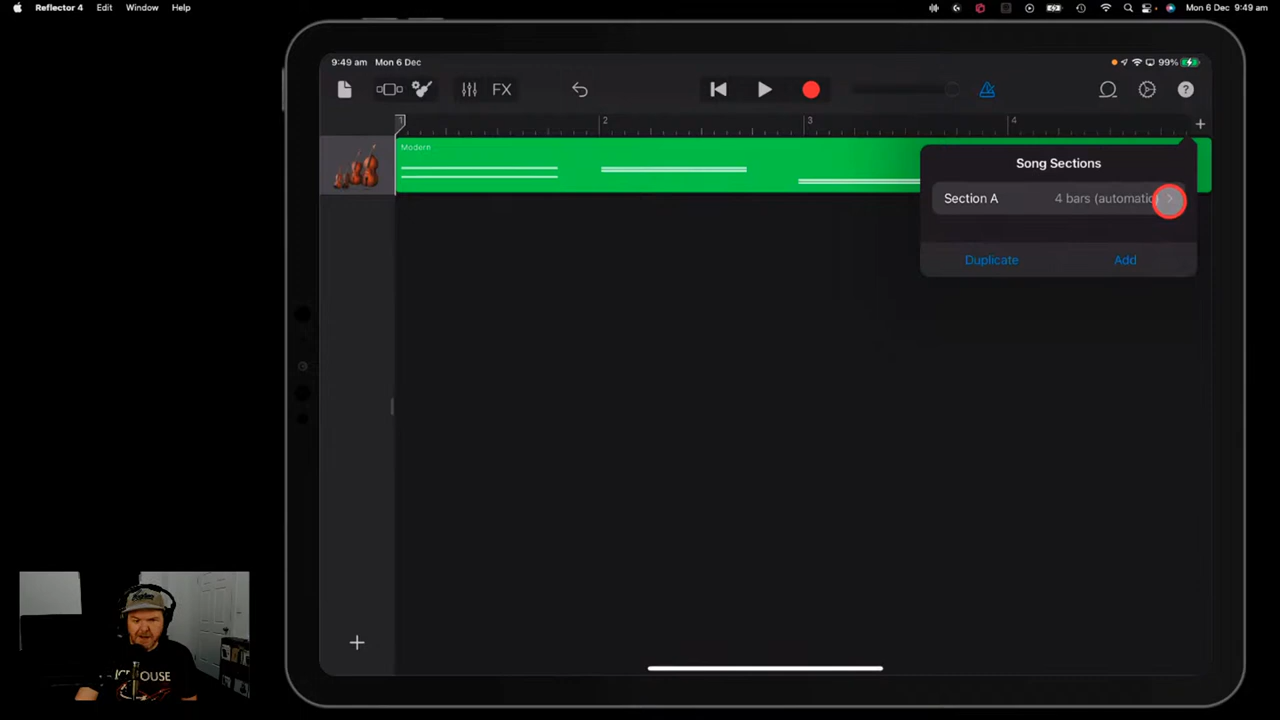 Reflector 4 Edit Window Help Mon 6 Dec 9:49 am
9:49 am Mon 6 Dec 99%
FX
1 2 3 4
Modern
Song Sections
Section A 4 bars (automatic)
Duplicate Add